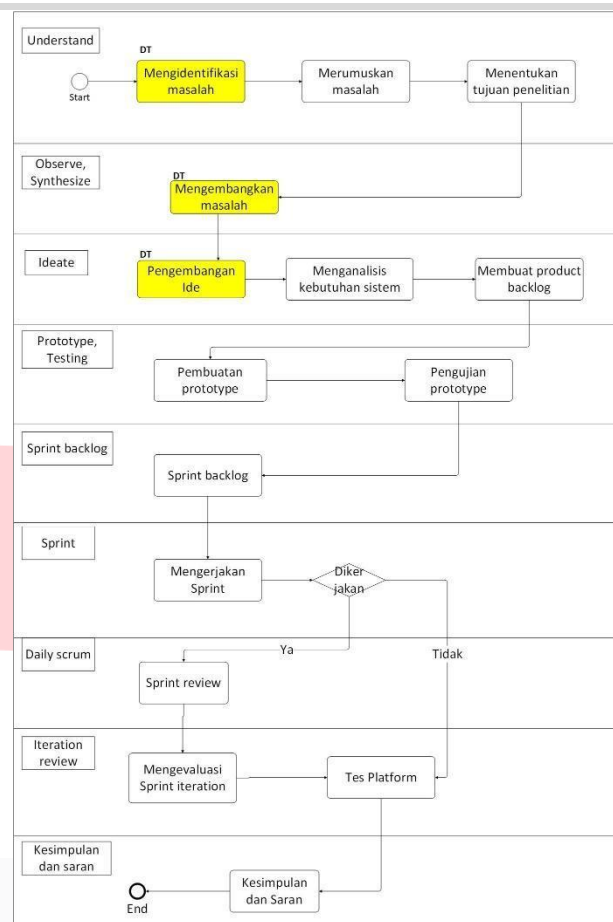 Understand
DT
Mengidentifikasi
masalah
Merumuskan
masalah
Menentukan
tujuan penelitian
Start
Observe,
Synthesize
DT
Mengembangkan
masalah
Ideate
DT
Pengembangan
Ide
Menganalisis
kebutuhan sistem
Membuat product
backlog
Prototype,
Testing
Pembuatan
prototype
Pengujian
prototype
Sprint backlog
Sprint backlog
Sprint
Mengerjakan
Sprint
Diker
jakan
Daily scrum
Ya
Tidak
Sprint review
Iteration
review
Mengevaluasi
Sprint iteration
Tes Platform
Kesimpulan
dan saran
Kesimpulan
dan Saran
End